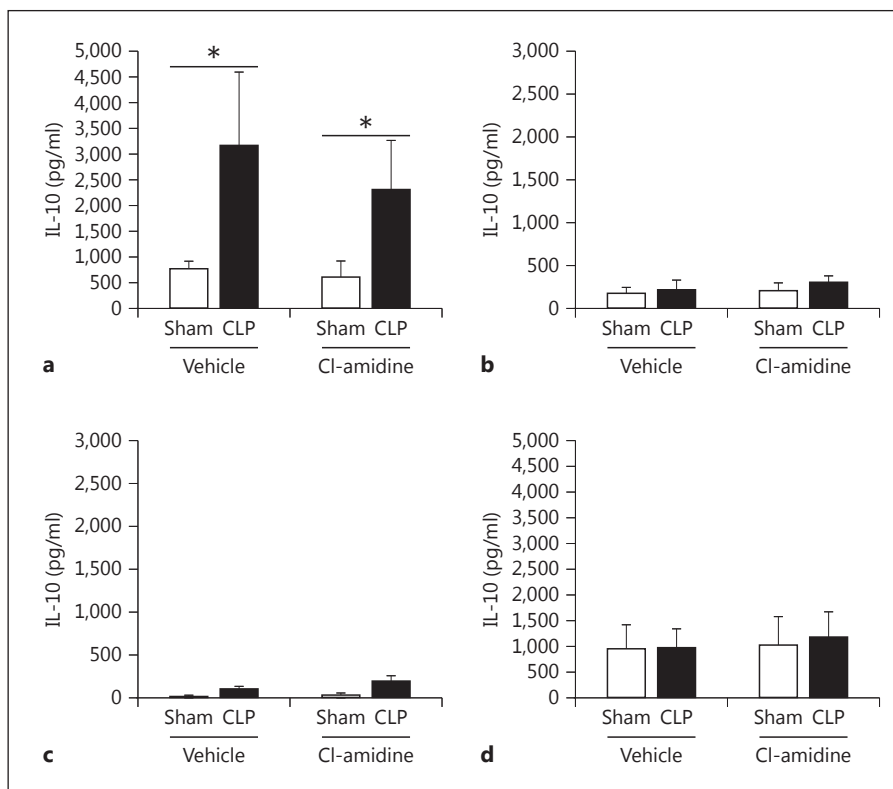 5,000
4,500
4,000
3,500
3,000
2,500
2,000
1,500
1,000
500
0
IL-10 (pg/ml)
*
*
Sham CLP Sham CLP
Vehicle Cl-amidine
a
3,000
2,500
2,000
1,500
1,000
500
0
IL-10 (pg/ml)
Sham CLP Sham CLP
Vehicle Cl-amidine
b
3,000
2,500
2,000
1,500
1,000
500
0
IL-10 (pg/ml)
Sham CLP Sham CLP
Vehicle Cl-amidine
c
5,000
4,500
4,000
3,500
3,000
2,500
2,000
1,500
1,000
500
0
IL-10 (pg/ml)
Sham CLP Sham CLP
Vehicle Cl-amidine
d